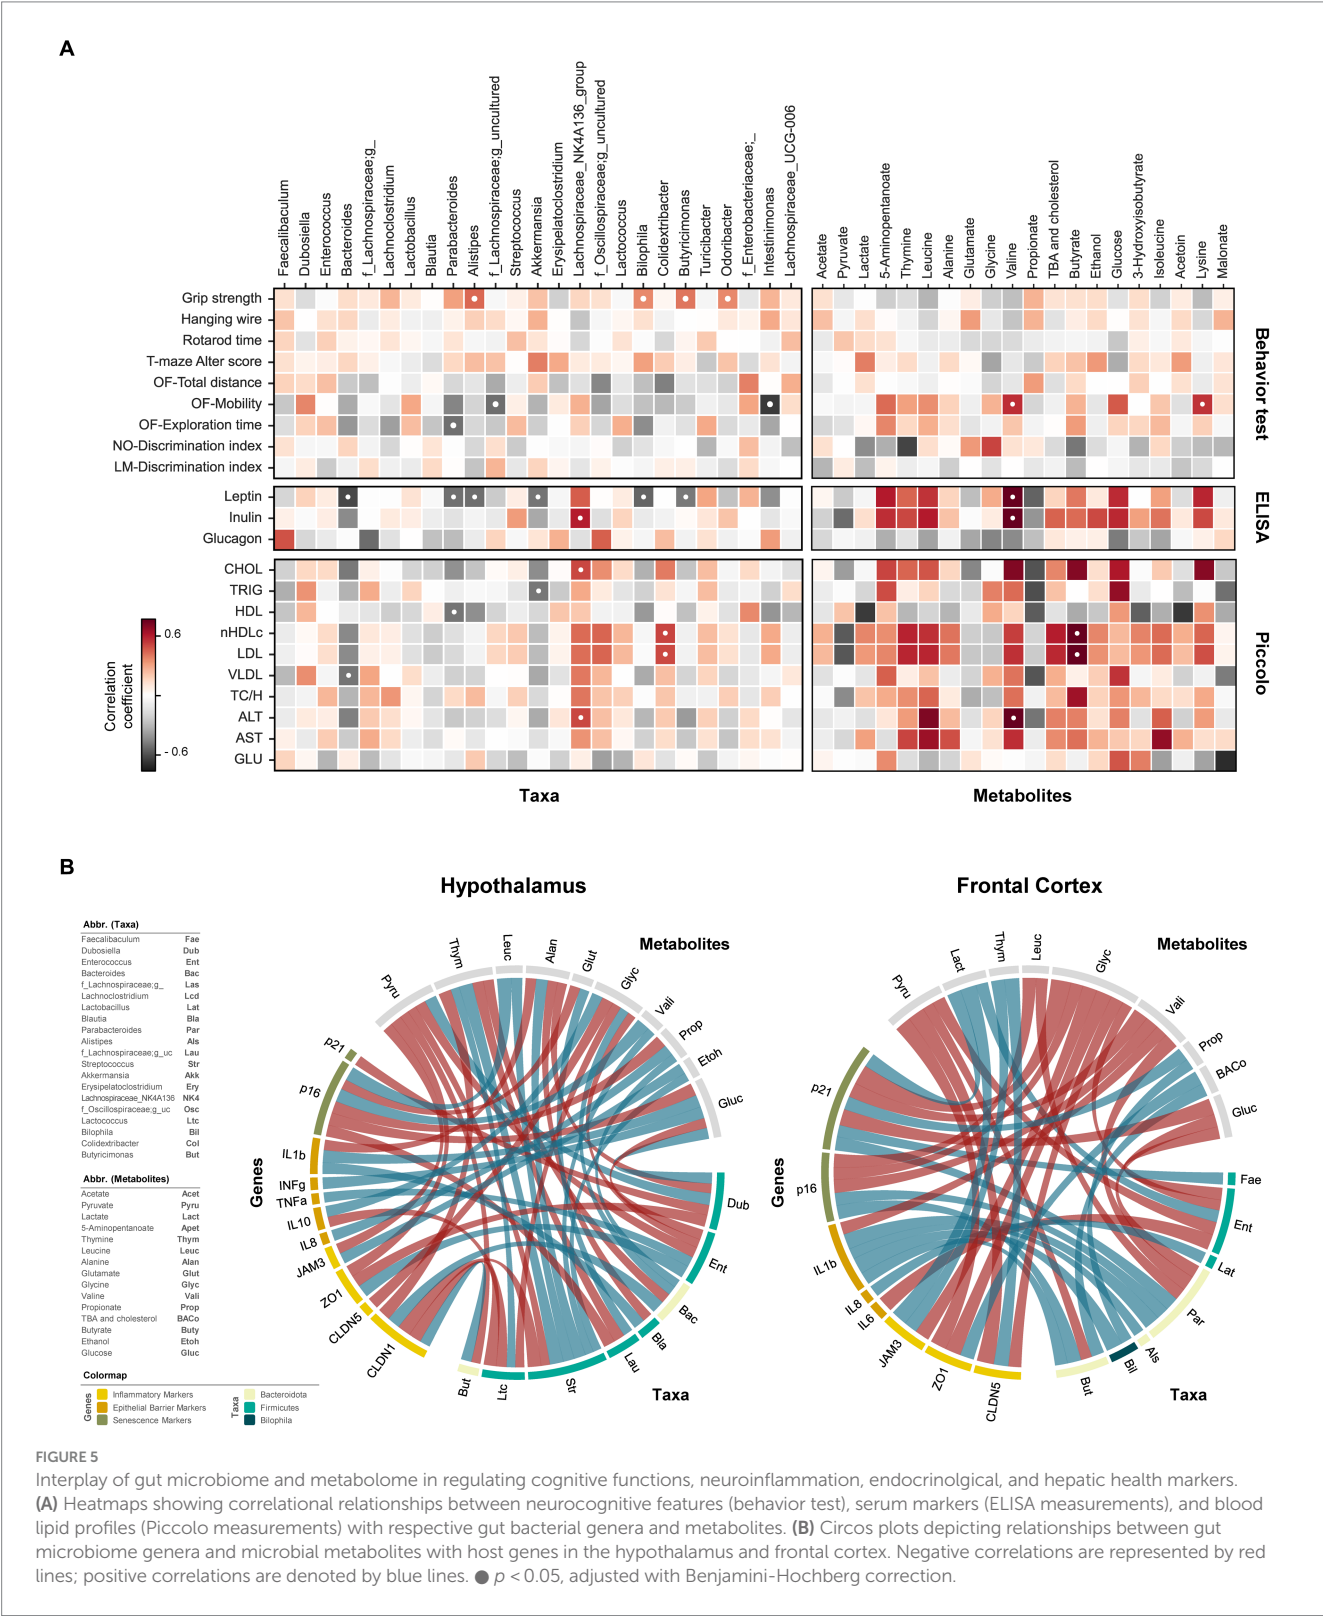 A
Faecalibaculum
Dubosiella
Enterococcus
Bacteroides
f_Lachnospiraceae;g_
Lachnoclostridium
Lactobacillus
Blautia
Parabacteroides
Alistipes
f_Lachnospiraceae;g_uncultured
Streptococcus
Akkermansia
Erysipelatoclostridium
Lachnospiraceae_NK4A136_group
f_Oscillospiraceae;g_uncultured
Lactococcus
Bilophila
Colidextribacter
Butyricimonas
Turicibacter
Odoribacter
f_Enterobacteriaceae;_
Intestinimonas
Lachnospiraceae_UCG-006
Acetate
Pyruvate
Lactate
5-Aminopentanoate
Thymine
Leucine
Alanine
Glutamate
Glycine
Valine
Propionate
TBA and cholesterol
Butyrate
Ethanol
Glucose
3-Hydroxyisobutyrate
Isoleucine
Acetoin
Lysine
Malonate
Grip strength
Hanging wire
Rotarod time
T-maze Alter score
OF-Total distance
OF-Mobility
OF-Exploration time
NO-Discrimination index
LM-Discrimination index
Behavior test
Leptin
Inulin
Glucagon
ELISA
CHOL
TRIG
HDL
nHDLc
LDL
VLDL
TC/H
ALT
AST
GLU
Piccolo
Correlation
coefficient
0.6
- 0.6
Taxa
Metabolites
B
Hypothalamus
Frontal Cortex
Abbr. (Taxa)
Faecalibaculum Fae
Dubosiella Dub
Enterococcus Ent
Bacteroides Bac
f_Lachnospiraceae;g_ Las
Lachnoclostridium Lcd
Lactobacillus Lat
Blautia Bla
Parabacteroides Par
Alistipes Als
f_Lachnospiraceae;g_uc Lau
Streptococcus Str
Akkermansia Akk
Erysipelatoclostridium Ery
Lachnospiraceae_NK4A136 NK4
f_Oscillospiraceae;g_uc Osc
Lactococcus Ltc
Bilophila Bil
Colidextribacter Col
Butyricimonas But
Abbr. (Metabolites)
Acetate Acet
Pyruvate Pyru
Lactate Lact
5-Aminopentanoate Apet
Thymine Thym
Leucine Leuc
Alanine Alan
Glutamate Glut
Glycine Glyc
Valine Vali
Propionate Prop
TBA and cholesterol BACo
Butyrate Buty
Ethanol Etoh
Glucose Gluc
Colormap
Genes
Inflammatory Markers
Epithelial Barrier Markers
Senescence Markers
Taxa
Bacteroidota
Firmicutes
Bilophila
Metabolites
Pyru
Thym
Leuc
Alan
Glut
Glyc
Vali
Prop
Etoh
Gluc
Genes
p21
p16
IL1b
INFg
TNFa
IL10
IL8
JAM3
ZO1
CLDN5
CLDN1
Dub
Ent
Bac
Bla
Lau
Str
Ltc
But
Taxa
Metabolites
Pyru
Lact
Thym
Leuc
Glyc
Vali
Prop
BACo
Gluc
Genes
p21
p16
IL1b
IL8
IL6
JAM3
ZO1
CLDN5
Fae
Ent
Lat
Par
Als
Bil
But
Taxa
FIGURE 5
Interplay of gut microbiome and metabolome in regulating cognitive functions, neuroinflammation, endocrinolgical, and hepatic health markers.
(A) Heatmaps showing correlational relationships between neurocognitive features (behavior test), serum markers (ELISA measurements), and blood
lipid profiles (Piccolo measurements) with respective gut bacterial genera and metabolites. (B) Circos plots depicting relationships between gut
microbiome genera and microbial metabolites with host genes in the hypothalamus and frontal cortex. Negative correlations are represented by red
lines; positive correlations are denoted by blue lines. ● p < 0.05, adjusted with Benjamini-Hochberg correction.